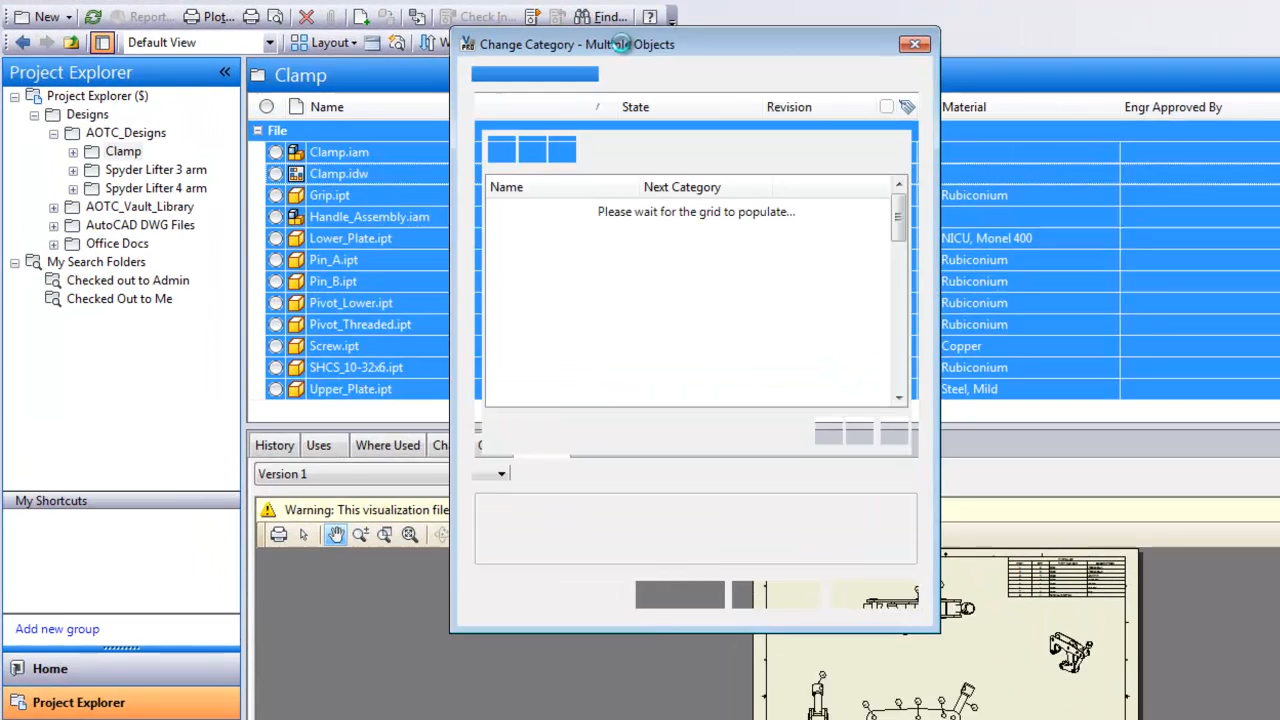 New Report... Plot... Check In... Find...
Default View Layout W
Project Explorer
Project Explorer ($)
Designs
AOTC_Designs
Clamp
Spyder Lifter 3 arm
Spyder Lifter 4 arm
AOTC_Vault_Library
AutoCAD DWG Files
Office Docs
My Search Folders
Checked out to Admin
Checked Out to Me
My Shortcuts
Add new group
Home
Project Explorer
Clamp
Name State Revision Material Engr Approved By
File
Clamp.iam
Clamp.idw
Grip.ipt Rubiconium
Handle_Assembly.iam
Lower_Plate.ipt NICU, Monel 400
Pin_A.ipt Rubiconium
Pin_B.ipt Rubiconium
Pivot_Lower.ipt Rubiconium
Pivot_Threaded.ipt Rubiconium
Screw.ipt Copper
SHCS_10-32x6.ipt Rubiconium
Upper_Plate.ipt Steel, Mild
Change Category - Multiple Objects
Name Next Category
Please wait for the grid to populate...
History Uses Where Used
Version 1
Warning: This visualization file